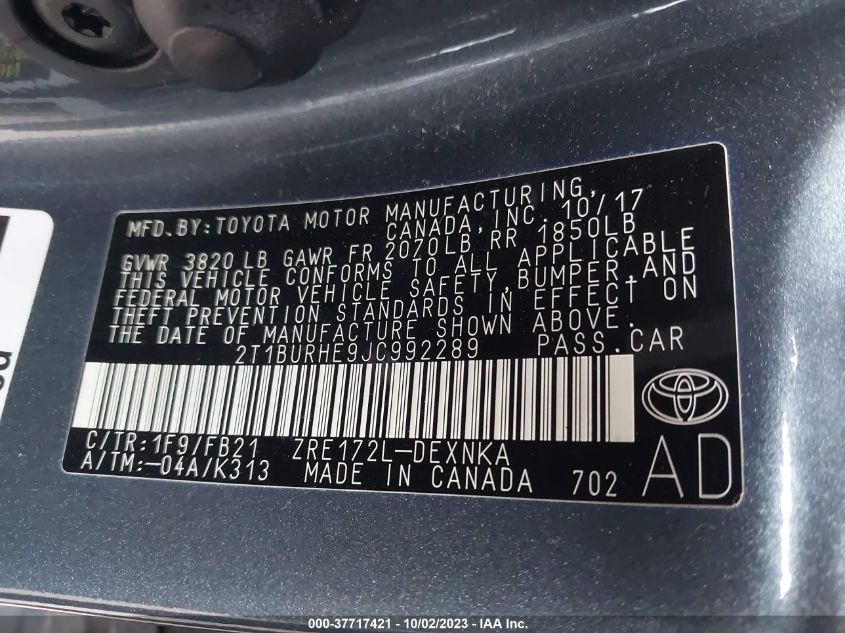 MFD.BY:TOYOTA MOTOR MANUFACTURING,
CANADA, INC. 10/17
GVWR 3820 LB GAWR FR 2070LB RR 1850LB
THIS VEHICLE CONFORMS TO ALL APPLICABLE
FEDERAL MOTOR VEHICLE SAFETY,BUMPER,AND
THEFT PREVENTION STANDARDS IN EFFECT ON
THE DATE OF MANUFACTURE SHOWN ABOVE.
2T1BURHE9JC992289 PASS.CAR
C/TR:1F9/FB21 ZRE172L-DEXNKA
A/TM:-04A/K313 MADE IN CANADA 702
AD
000-37717421 - 10/02/2023 - IAA Inc.